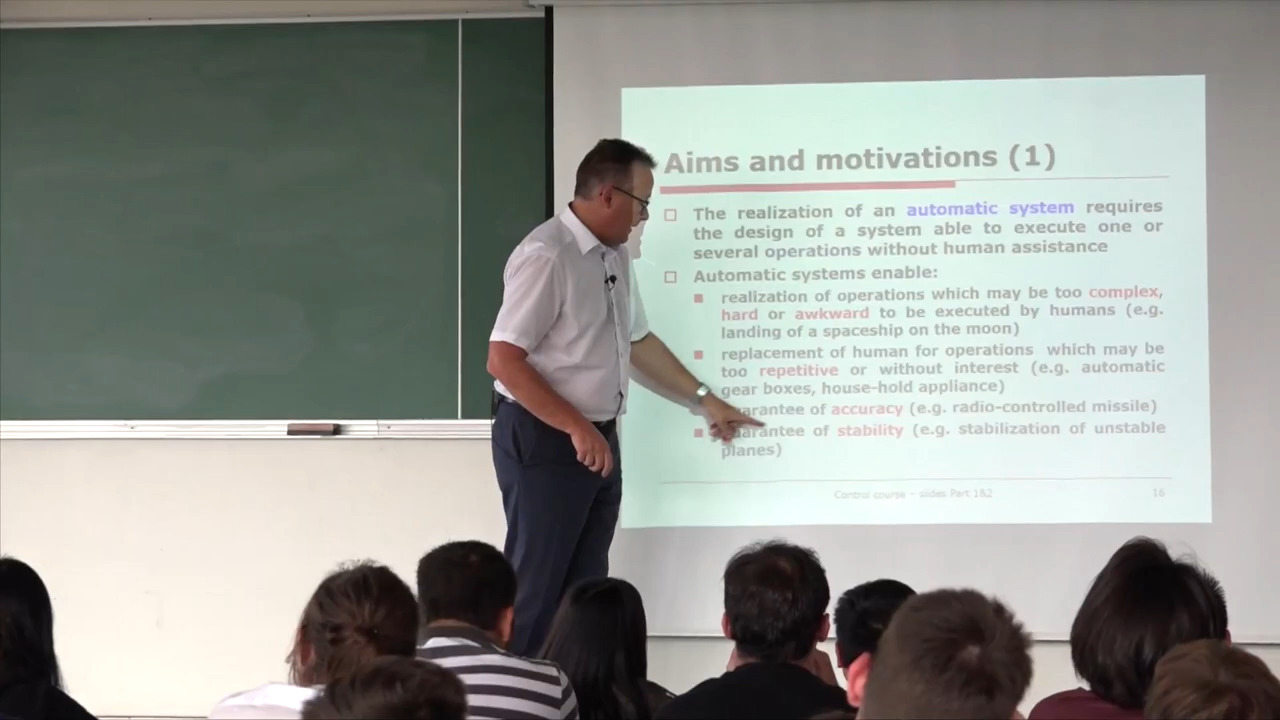 Aims and motivations (1)
The realization of an automatic system requires
the design of a system able to execute one or
several operations without human assistance
Automatic systems enable:
realization of operations which may be too complex,
hard or awkward to be executed by humans (e.g.
landing of a spaceship on the moon)
replacement of human for operations which may be
too repetitive or without interest (e.g. automatic
gear boxes, house-hold appliance)
of accuracy (e.g. radio-controlled missile)
of stability (e.g. stabilization of unstable
planes)
Control course – slides Part 1&2
16